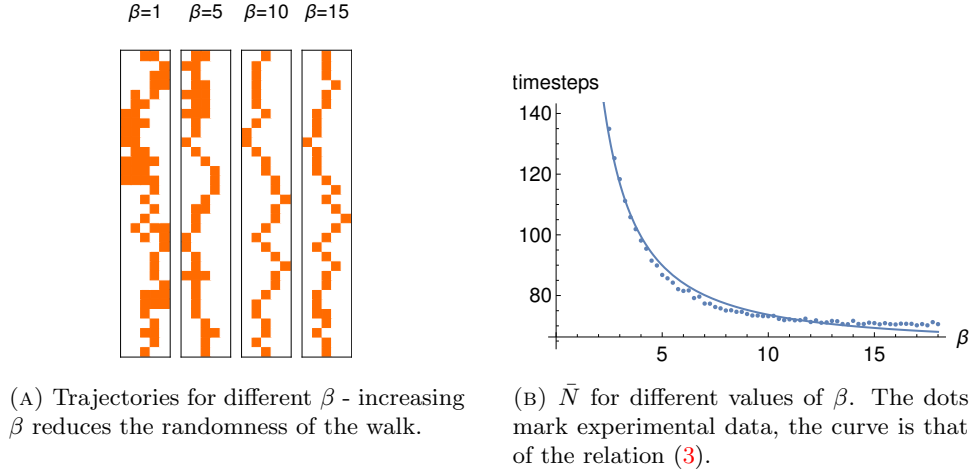 β=1 β=5 β=10 β=15
timesteps
140
120
100
80
5 10 15 β
(A) Trajectories for different β - increasing
β reduces the randomness of the walk.
(B) N̄ for different values of β. The dots
mark experimental data, the curve is that
of the relation (3).